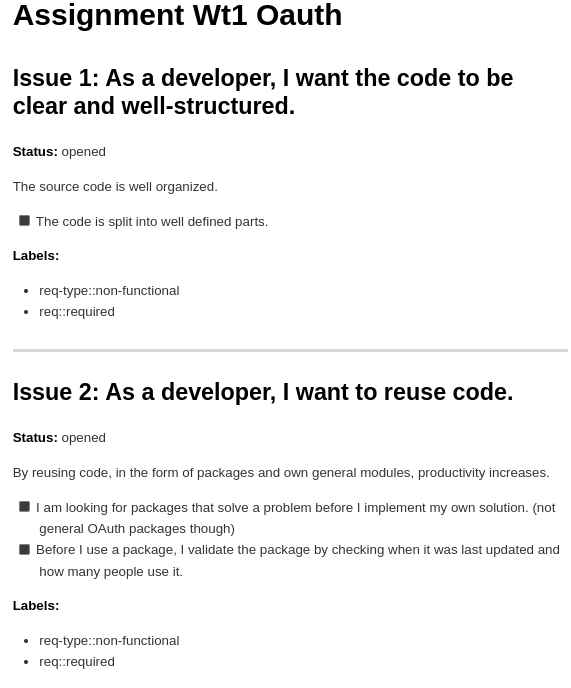 Assignment Wt1 Oauth
Issue 1: As a developer, I want the code to be
clear and well-structured.
Status: opened
The source code is well organized.
The code is split into well defined parts.
Labels:
req-type::non-functional
req::required
Issue 2: As a developer, I want to reuse code.
Status: opened
By reusing code, in the form of packages and own general modules, productivity increases.
I am looking for packages that solve a problem before I implement my own solution. (not
general OAuth packages though)
Before I use a package, I validate the package by checking when it was last updated and
how many people use it.
Labels:
req-type::non-functional
req::required